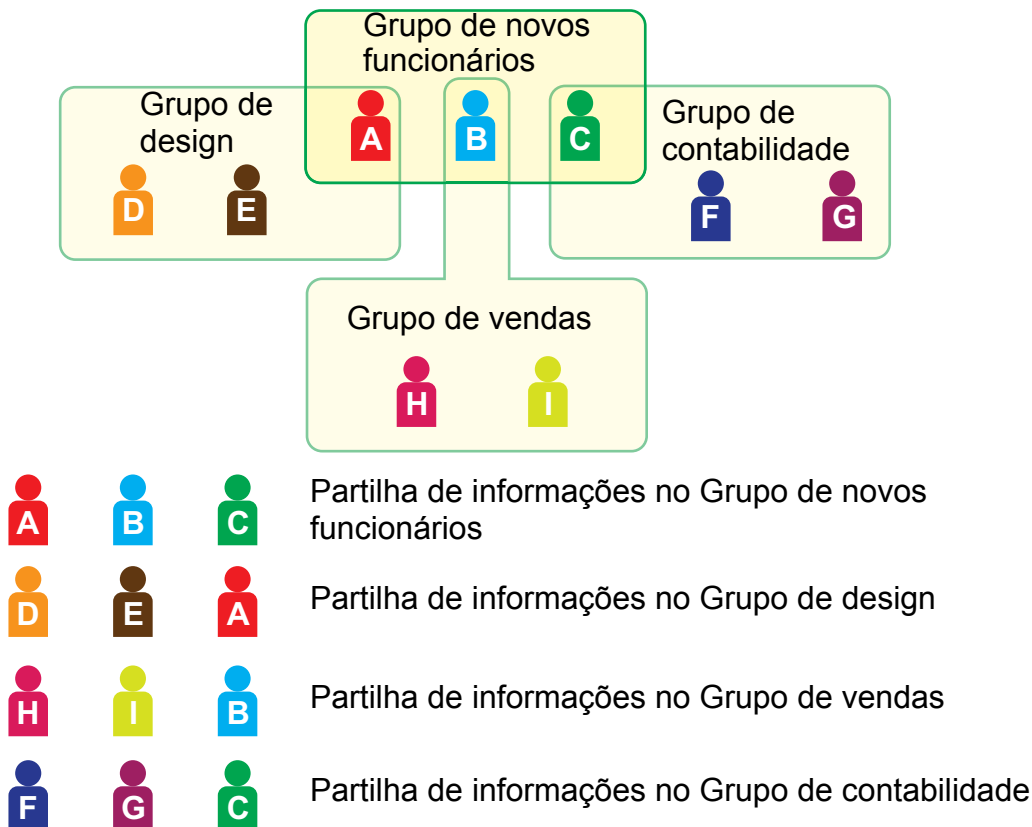 Grupo de novos
funcionários
Grupo de
design
A
B
C
Grupo de
contabilidade
D
E
F
G
Grupo de vendas
H
I
A B C Partilha de informações no Grupo de novos
funcionários
D E A Partilha de informações no Grupo de design
H I B Partilha de informações no Grupo de vendas
F G C Partilha de informações no Grupo de contabilidade